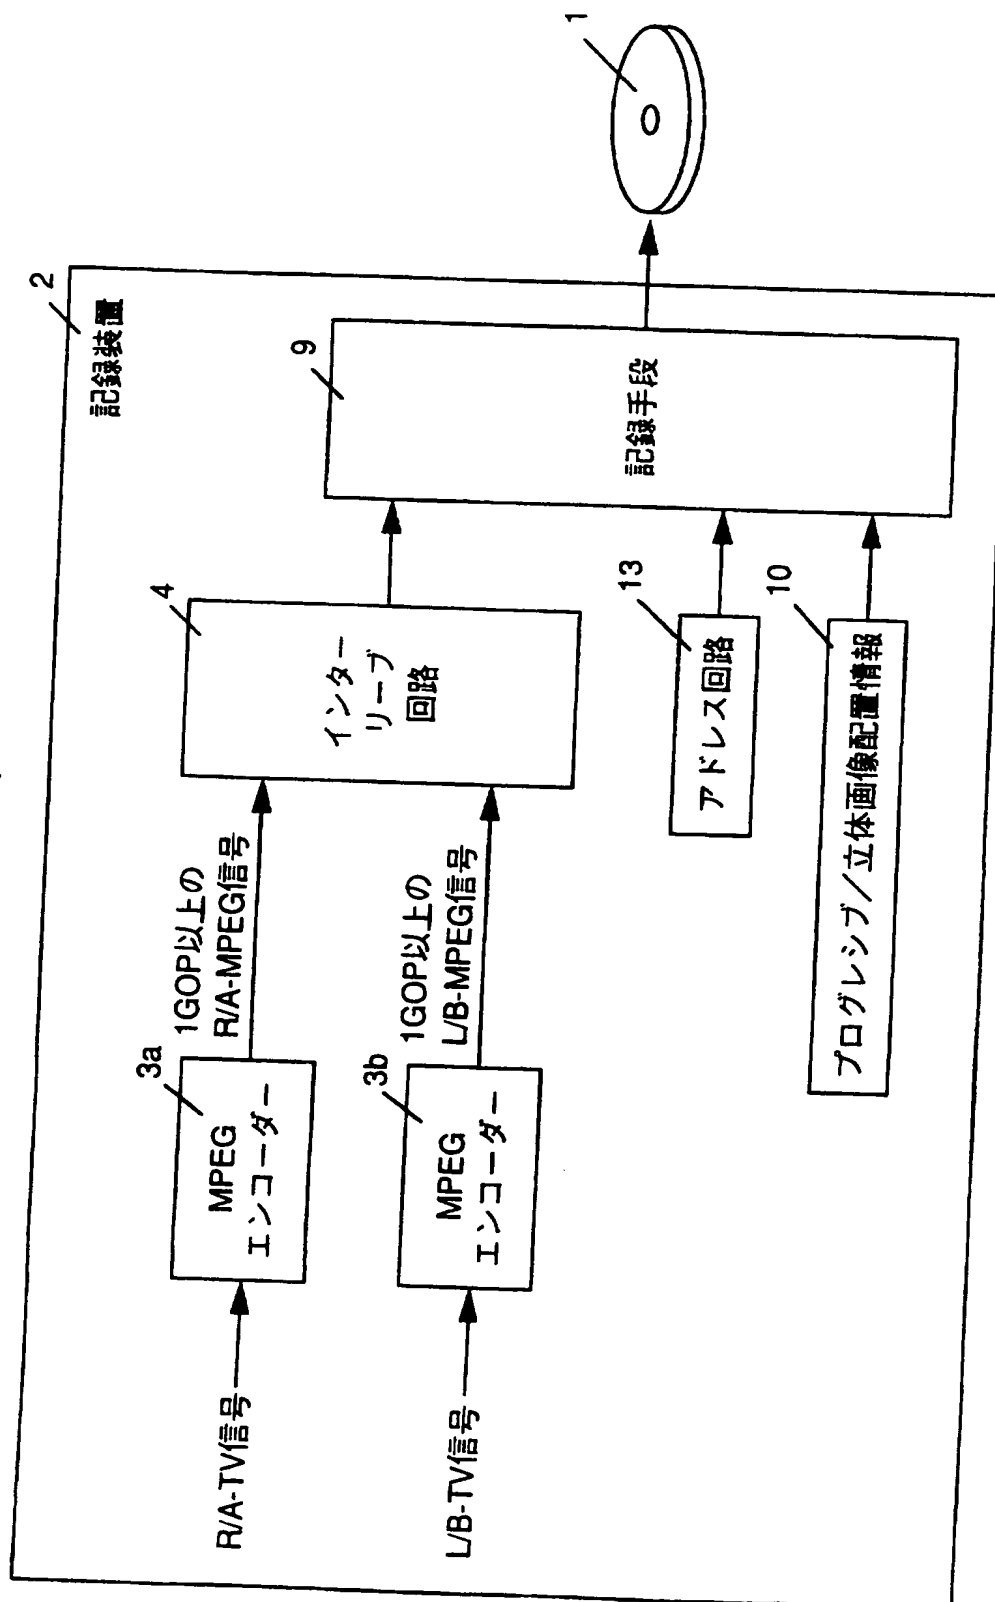 2
記録装置
1
9
記録手段
4
インター
リーブ
回路
13
アドレス回路
10
プログレシブ/立体画像配置情報
1GOP以上の
R/A-MPEG信号
1GOP以上の
L/B-MPEG信号
3a
MPEG
エンコーダー
3b
MPEG
エンコーダー
R/A-TV信号
L/B-TV信号